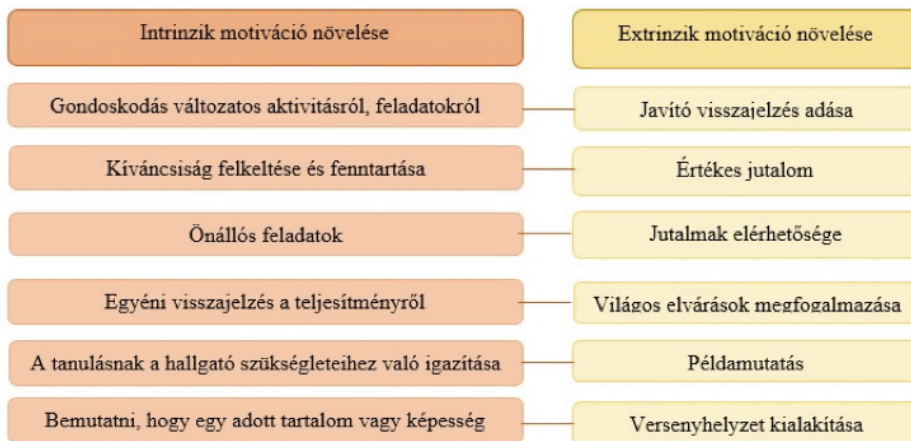 Intrinzik motiváció növelése
Extrinzik motiváció növelése
Gondoskodás változatos aktivitásról, feladatokról
Javító visszajelzés adása
Kíváncsiság felkeltése és fenntartása
Értékes jutalom
Önállós feladatok
Jutalmak elérhetősége
Egyéni visszajelzés a teljesítményről
Világos elvárások megfogalmazása
A tanulásnak a hallgató szükségleteihez való igazítása
Példamutatás
Bemutatni, hogy egy adott tartalom vagy képesség
Versenyhelyzet kialakítása